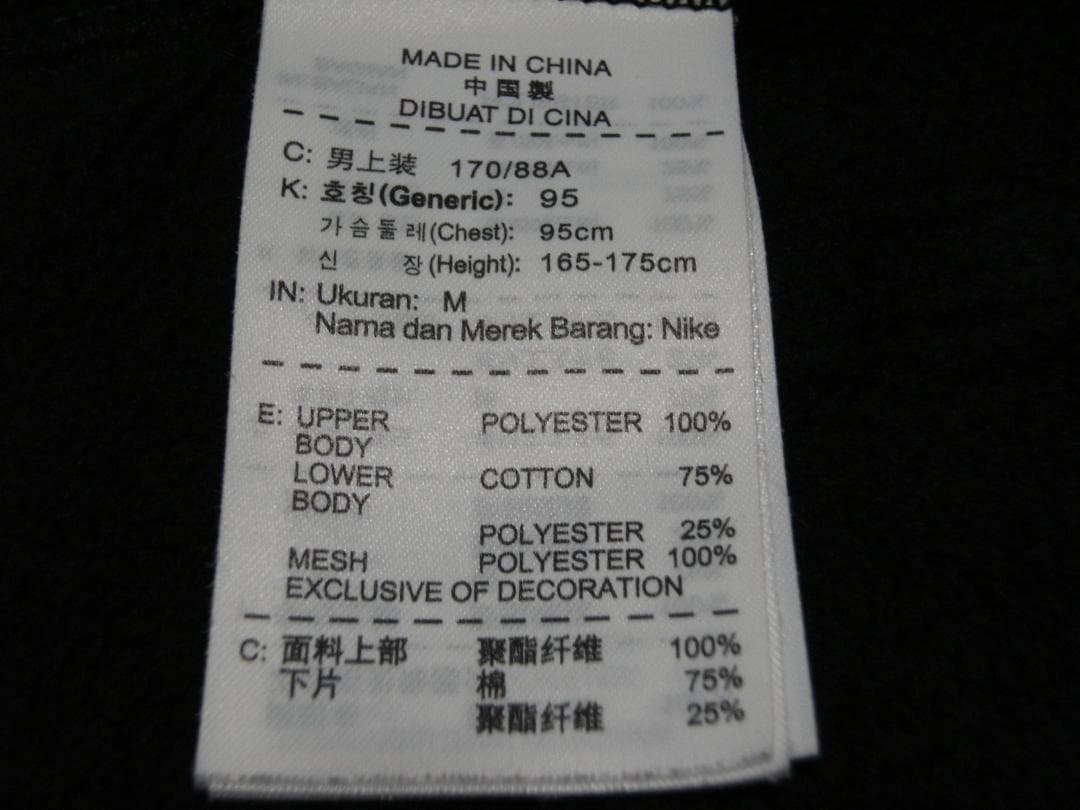 MADE IN CHINA
中国製
DIBUAT DI CINA
C: 男上装 170/88A
K: 호칭(Generic): 95
가슴둘레(Chest): 95cm
신 장(Height): 165-175cm
IN: Ukuran: M
Nama dan Merek Barang: Nike
E: UPPER BODY POLYESTER 100%
LOWER BODY COTTON 75%
POLYESTER 25%
MESH POLYESTER 100%
EXCLUSIVE OF DECORATION
C: 面料上部 聚酯纤维 100%
下片 棉 75%
聚酯纤维 25%